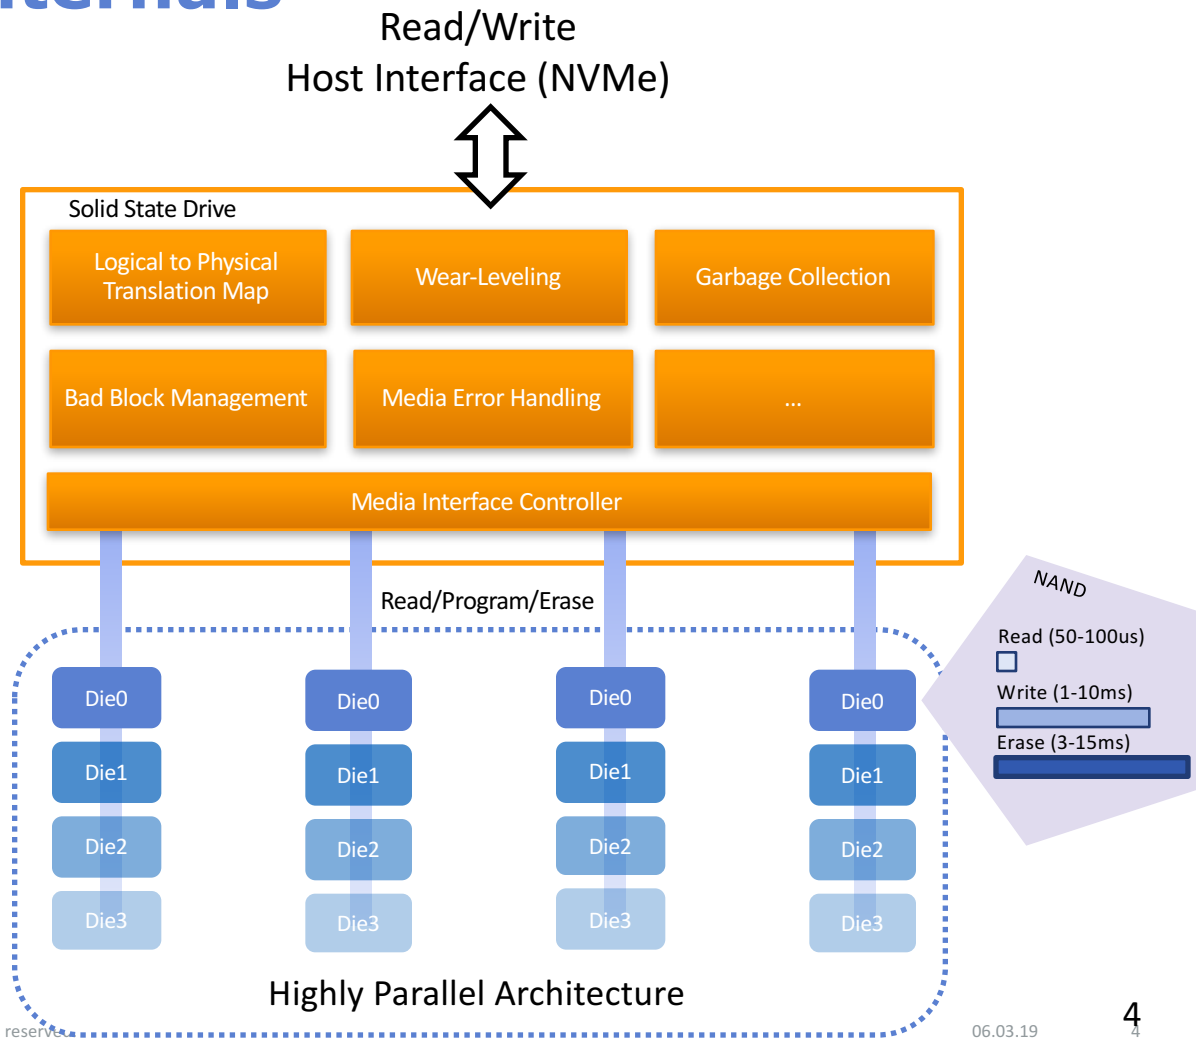 Read/Write
Host Interface (NVMe)
Solid State Drive
Logical to Physical
Translation Map
Wear-Leveling
Garbage Collection
Bad Block Management
Media Error Handling
...
Media Interface Controller
Read/Program/Erase
NAND
Read (50-100us)
Write (1-10ms)
Erase (3-15ms)
Die0
Die0
Die0
Die0
Die1
Die1
Die1
Die1
Die2
Die2
Die2
Die2
Die3
Die3
Die3
Die3
Highly Parallel Architecture
reserved
06.03.19
4
4